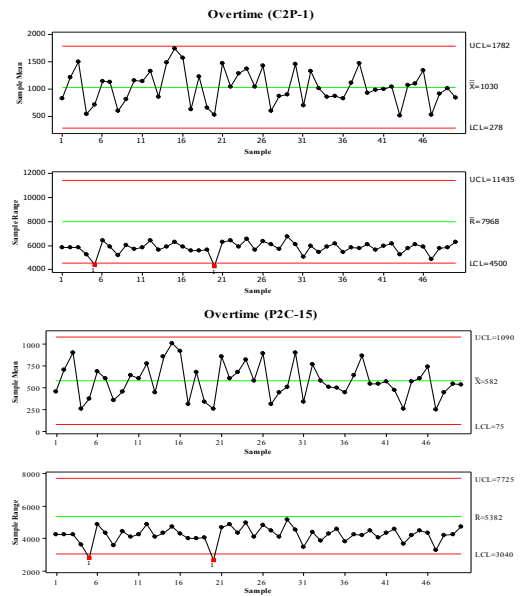 Overtime (C2P-1)
2000
1500
1000
500
Sample Mean
UCL=1782
X̿=1030
LCL=278
1 6 11 16 21 26 31 36 41 46
Sample
12000
10000
8000
6000
4000
Sample Range
UCL=11435
R̅=7968
LCL=4500
1 1
1 6 11 16 21 26 31 36 41 46
Sample
Overtime (P2C-15)
1000
750
500
250
0
Sample Mean
UCL=1090
X̿=582
LCL=75
1 6 11 16 21 26 31 36 41 46
Sample
8000
6000
4000
2000
Sample Range
UCL=7725
R̅=5382
LCL=3040
1 1
1 6 11 16 21 26 31 36 41 46
Sample